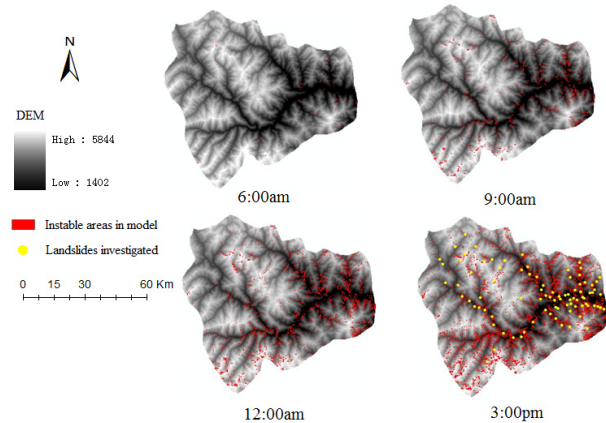 N
DEM
High : 5844
Low : 1402
6:00am
9:00am
Instable areas in model
Landslides investigated
0 15 30 60 Km
12:00am
3:00pm